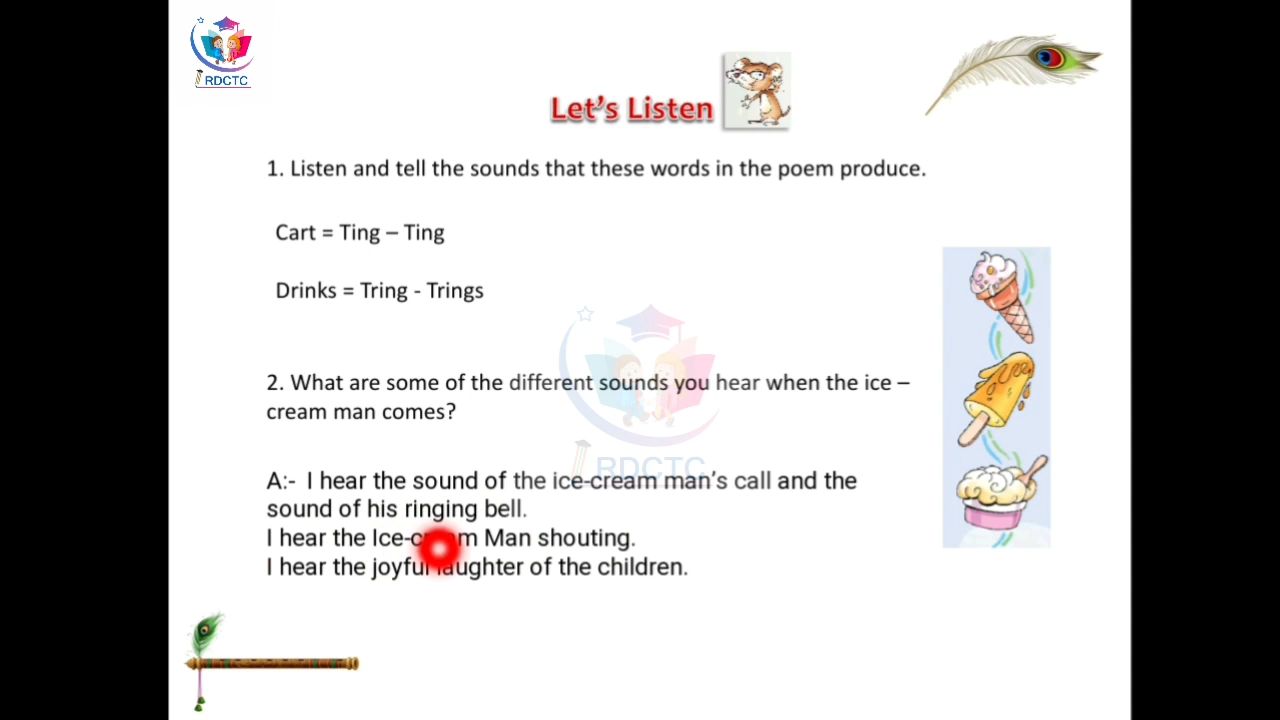 RDCTC
Let's Listen
1. Listen and tell the sounds that these words in the poem produce.
Cart = Ting – Ting
Drinks = Tring - Trings
2. What are some of the different sounds you hear when the ice –
cream man comes?
RDCTC
A:- I hear the sound of the ice-cream man's call and the
sound of his ringing bell.
I hear the Ice-cream Man shouting.
I hear the joyful laughter of the children.